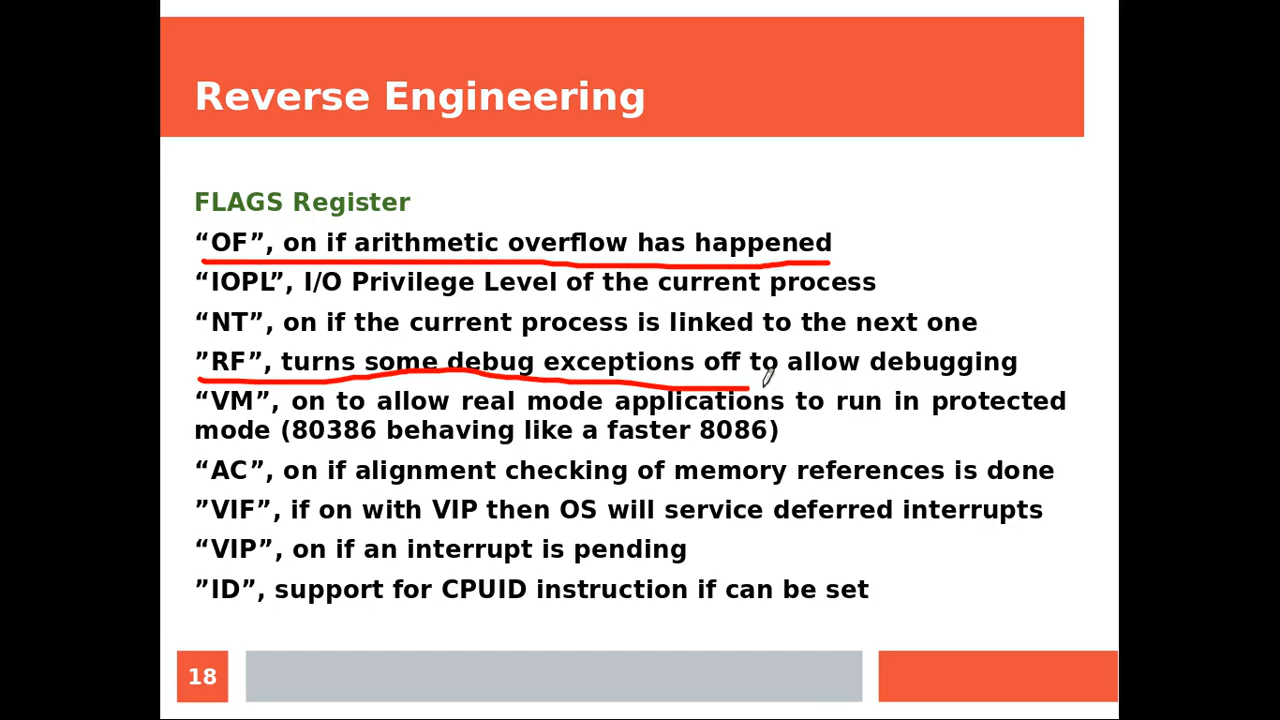 Reverse Engineering
FLAGS Register
“OF”, on if arithmetic overflow has happened
“IOPL”, I/O Privilege Level of the current process
“NT”, on if the current process is linked to the next one
”RF”, turns some debug exceptions off to allow debugging
“VM”, on to allow real mode applications to run in protected
mode (80386 behaving like a faster 8086)
“AC”, on if alignment checking of memory references is done
”VIF”, if on with VIP then OS will service deferred interrupts
“VIP”, on if an interrupt is pending
”ID”, support for CPUID instruction if can be set
18